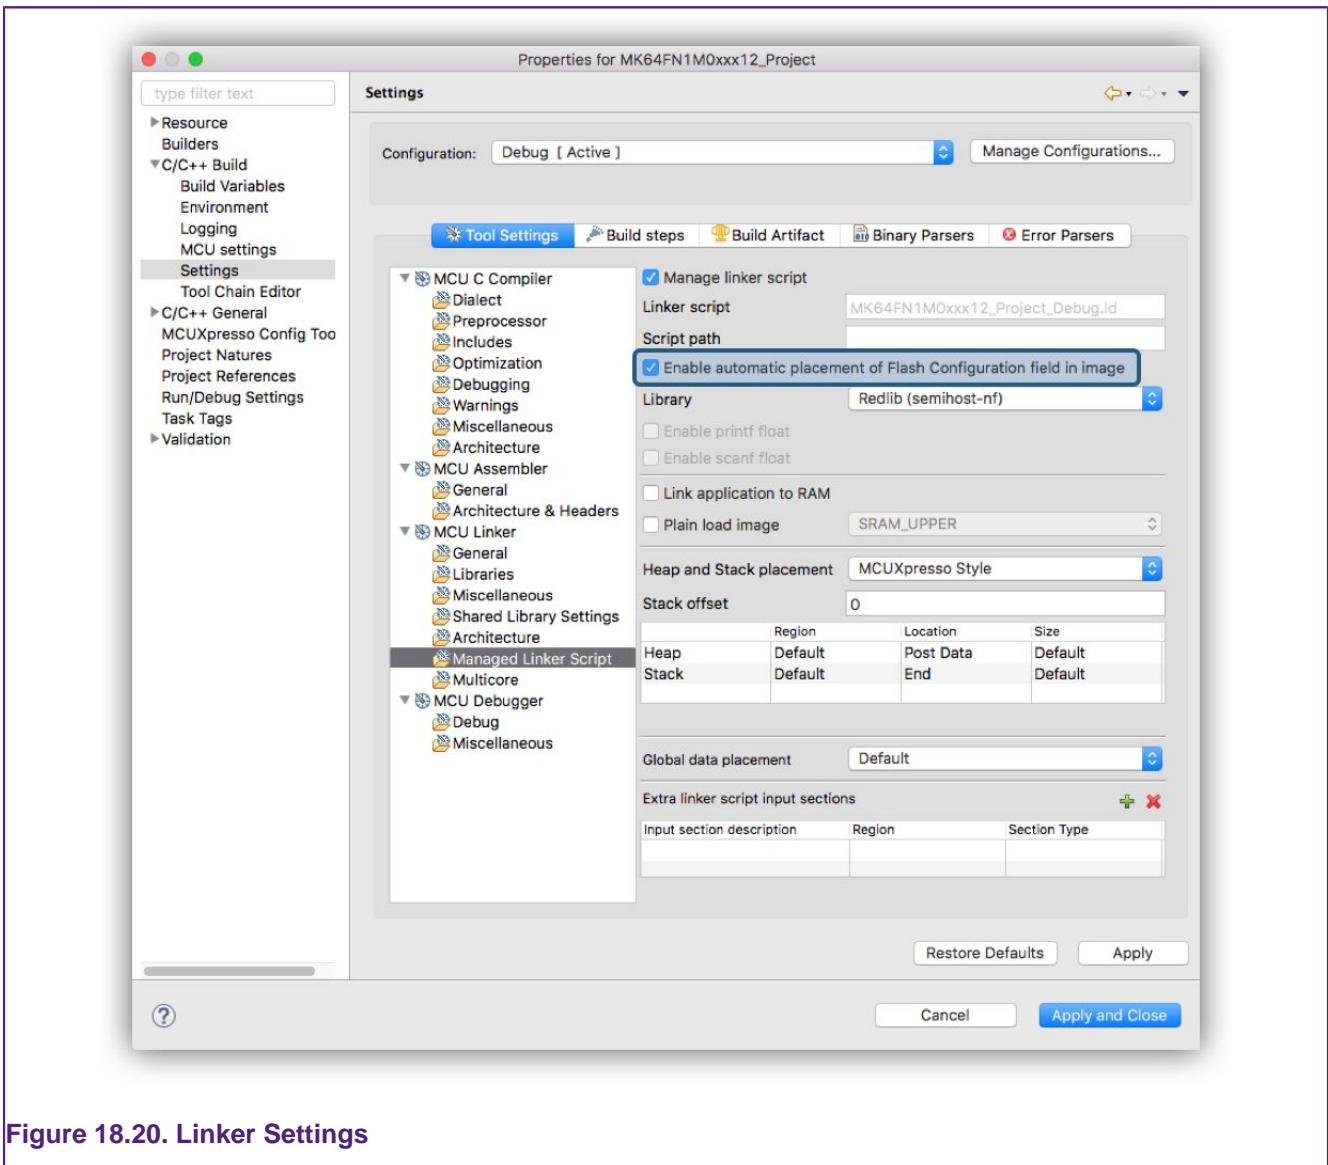 Properties for MK64FN1M0xxx12_Project
type filter text
Resource
Builders
C/C++ Build
Build Variables
Environment
Logging
MCU settings
Settings
Tool Chain Editor
C/C++ General
MCUXpresso Config Too
Project Natures
Project References
Run/Debug Settings
Task Tags
Validation
Settings
Configuration: Debug [ Active ] Manage Configurations...
Tool Settings Build steps Build Artifact Binary Parsers Error Parsers
MCU C Compiler
Dialect
Preprocessor
Includes
Optimization
Debugging
Warnings
Miscellaneous
Architecture
MCU Assembler
General
Architecture & Headers
MCU Linker
General
Libraries
Miscellaneous
Shared Library Settings
Architecture
Managed Linker Script
Multicore
MCU Debugger
Debug
Miscellaneous
Manage linker script
Linker script MK64FN1M0xxx12_Project_Debug.ld
Script path
Enable automatic placement of Flash Configuration field in image
Library Redlib (semihost-nf)
Enable printf float
Enable scanf float
Link application to RAM
Plain load image SRAM_UPPER
Heap and Stack placement MCUXpresso Style
Stack offset 0
Region Location Size
Heap Default Post Data Default
Stack Default End Default
Global data placement Default
Extra linker script input sections
Input section description Region Section Type
Restore Defaults Apply
? Cancel Apply and Close
Figure 18.20. Linker Settings